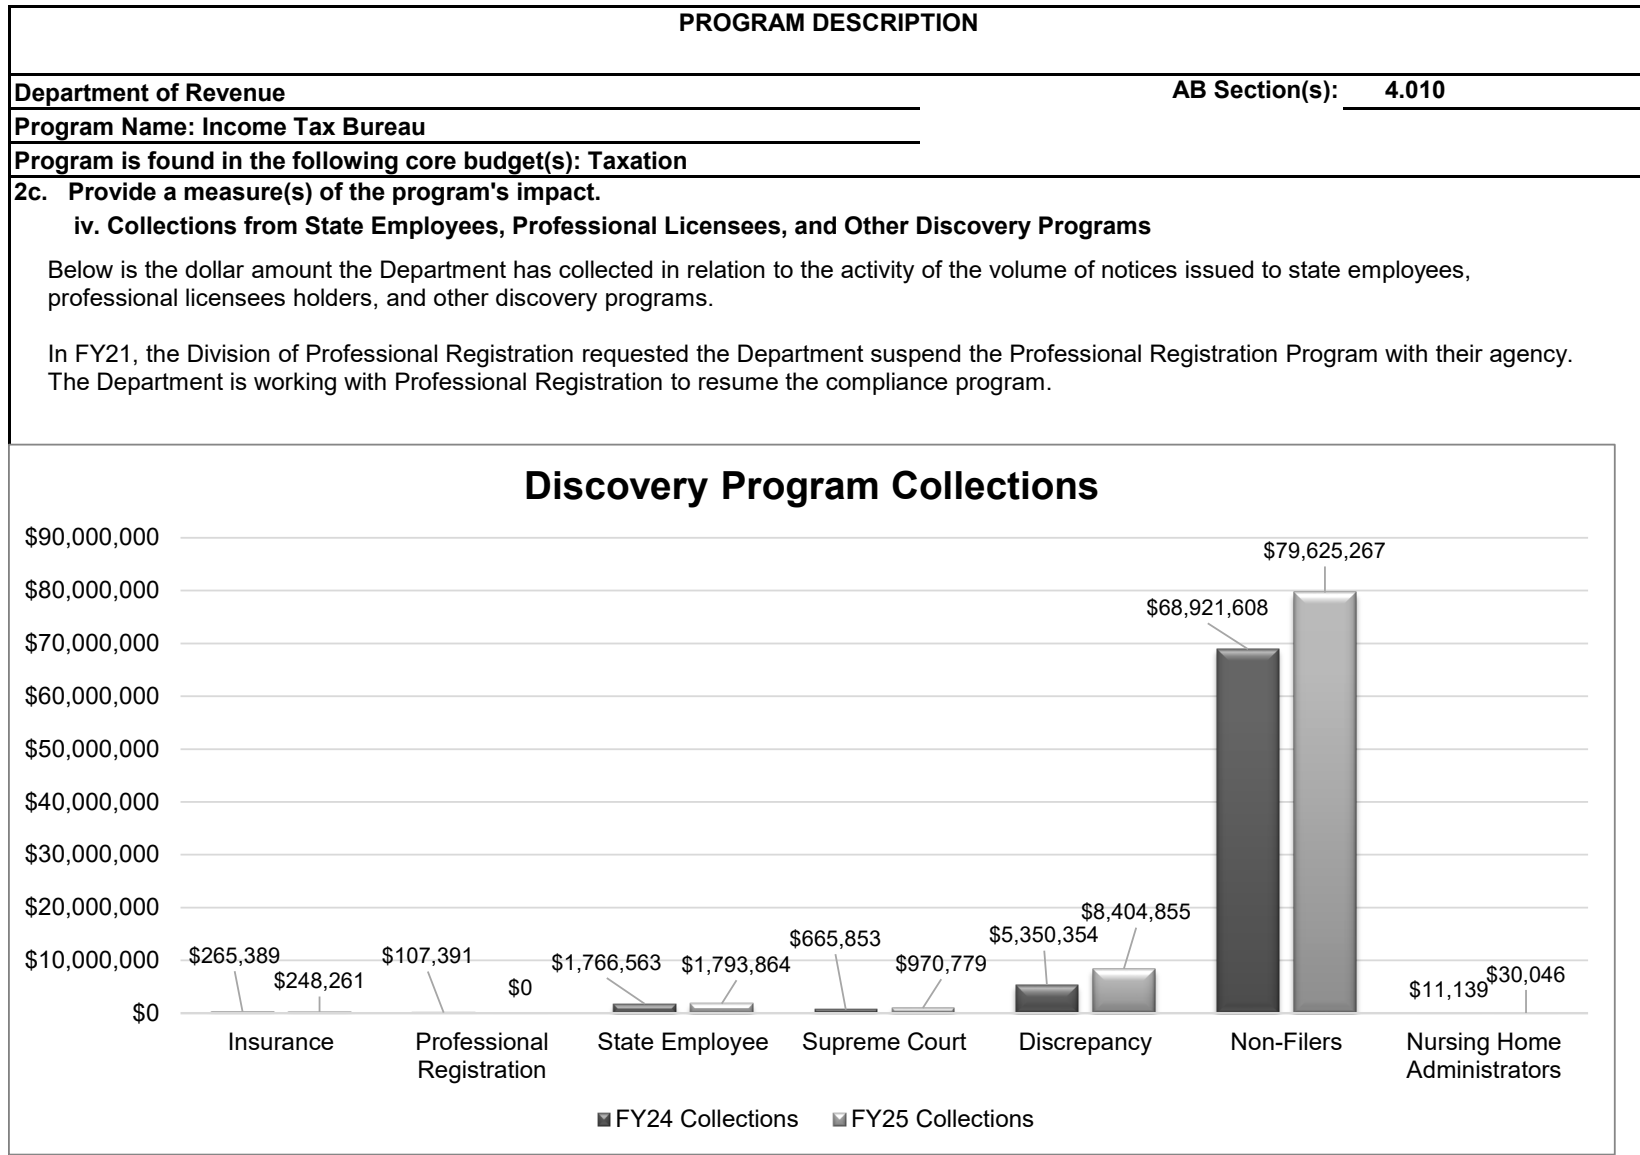 PROGRAM DESCRIPTION
Department of Revenue
AB Section(s): 4.010
Program Name: Income Tax Bureau
Program is found in the following core budget(s): Taxation
2c. Provide a measure(s) of the program's impact.
iv. Collections from State Employees, Professional Licensees, and Other Discovery Programs
Below is the dollar amount the Department has collected in relation to the activity of the volume of notices issued to state employees,
professional licensees holders, and other discovery programs.
In FY21, the Division of Professional Registration requested the Department suspend the Professional Registration Program with their agency.
The Department is working with Professional Registration to resume the compliance program.
Discovery Program Collections
$90,000,000
$80,000,000
$70,000,000
$60,000,000
$50,000,000
$40,000,000
$30,000,000
$20,000,000
$10,000,000
$0
$265,389
$248,261
$107,391
$0
$1,766,563
$1,793,864
$665,853
$970,779
$5,350,354
$8,404,855
$68,921,608
$79,625,267
$11,139
$30,046
Insurance
Professional
Registration
State Employee
Supreme Court
Discrepancy
Non-Filers
Nursing Home
Administrators
FY24 Collections
FY25 Collections